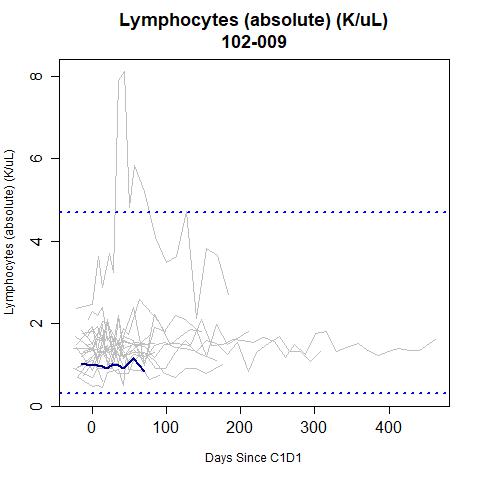 Lymphocytes (absolute) (K/uL)
102-009
Lymphocytes (absolute) (K/uL)
8
6
4
2
0
0 100 200 300 400
Days Since C1D1